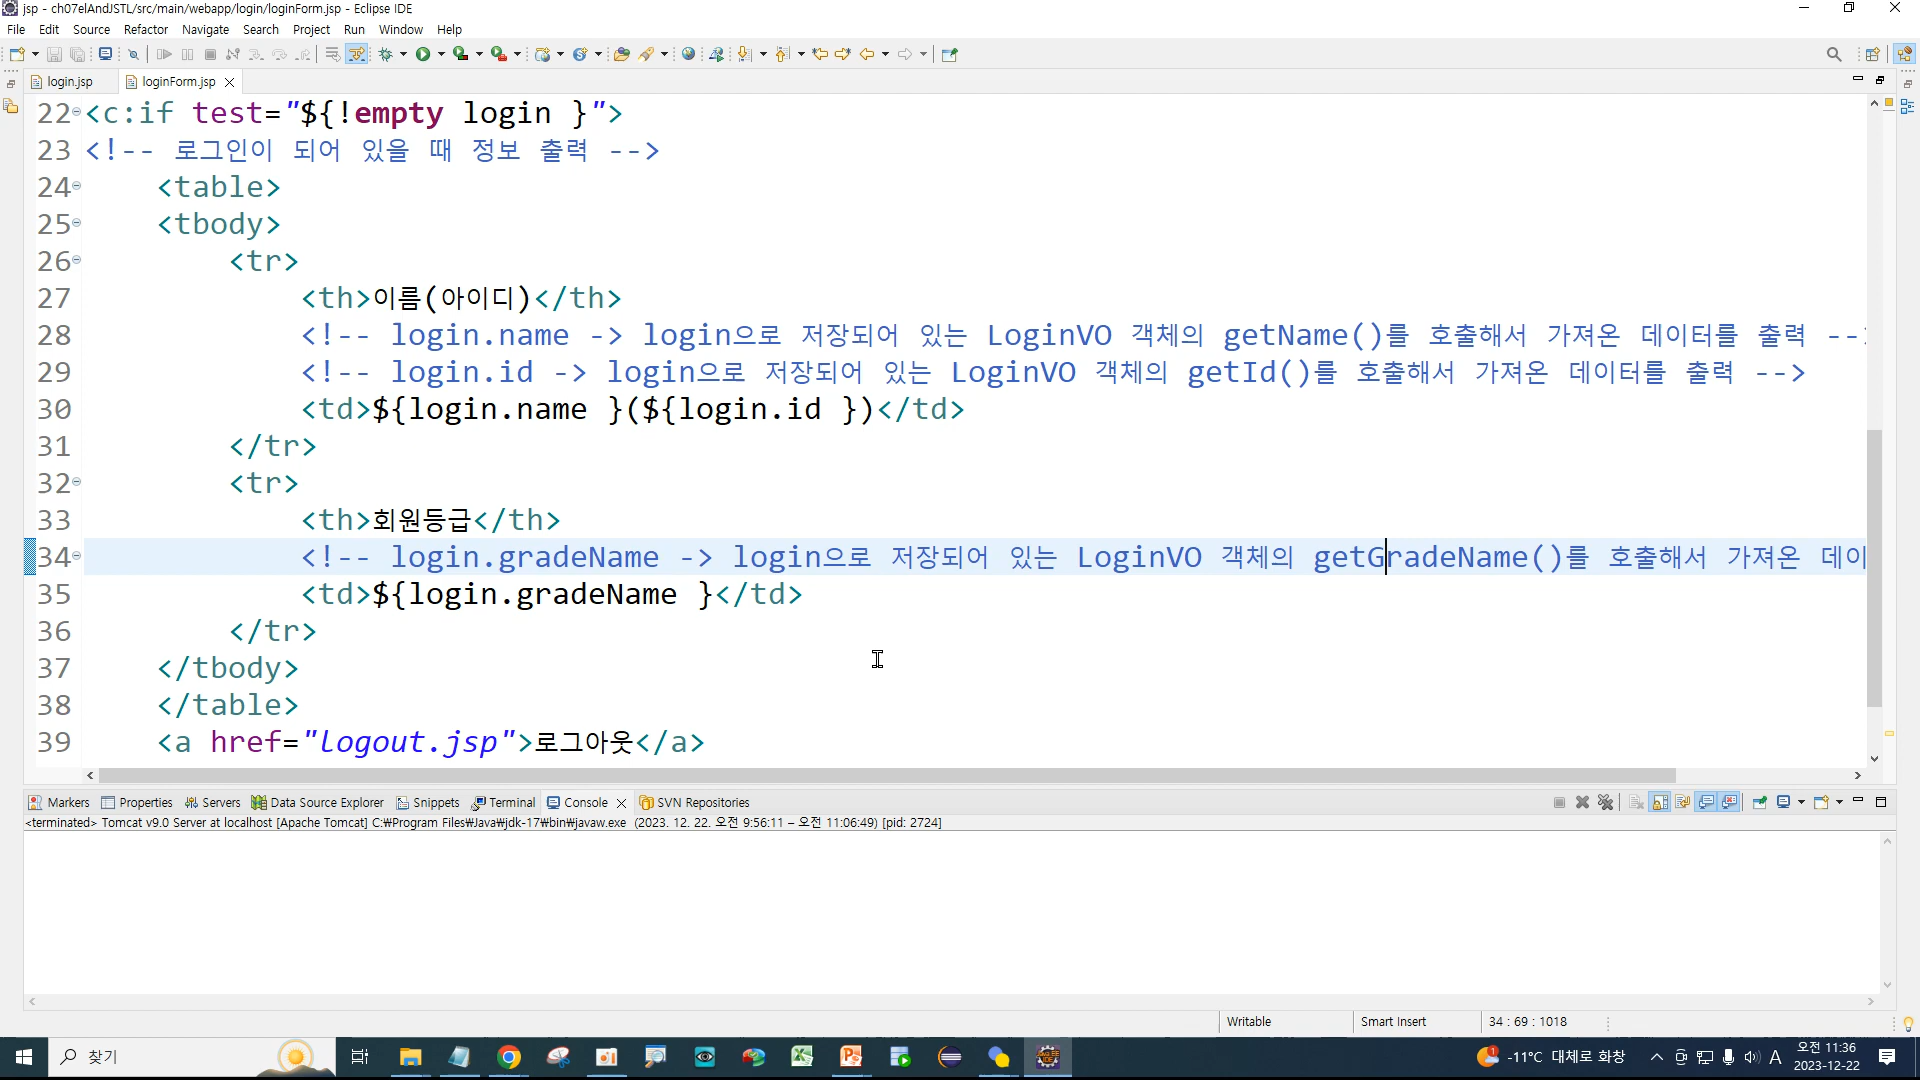 jsp - ch07elAndJSTL/src/main/webapp/login/loginForm.jsp - Eclipse IDE
File Edit Source Refactor Navigate Search Project Run Window Help
login.jsp loginForm.jsp
22 <c:if test="${!empty login }">
23 <!-- 로그인이 되어 있을 때 정보 출력 -->
24 <table>
25 <tbody>
26 <tr>
27 <th>이름(아이디)</th>
28 <!-- login.name -> login으로 저장되어 있는 LoginVO 객체의 getName()를 호출해서 가져온 데이터를 출력 --
29 <!-- login.id -> login으로 저장되어 있는 LoginVO 객체의 getId()를 호출해서 가져온 데이터를 출력 -->
30 <td>${login.name }(${login.id })</td>
31 </tr>
32 <tr>
33 <th>회원등급</th>
34 <!-- login.gradeName -> login으로 저장되어 있는 LoginVO 객체의 getGradeName()를 호출해서 가져온 데이
35 <td>${login.gradeName }</td>
36 </tr>
37 </tbody>
38 </table>
39 <a href="logout.jsp">로그아웃</a>
Markers Properties Servers Data Source Explorer Snippets Terminal Console SVN Repositories
<terminated> Tomcat v9.0 Server at localhost [Apache Tomcat] C:₩Program Files₩Java₩jdk-17₩bin₩javaw.exe (2023. 12. 22. 오전 9:56:11 – 오전 11:06:49) [pid: 2724]
Writable Smart Insert 34 : 69 : 1018
찾기
-11°C 대체로 화창 A 오전 11:36
2023-12-22